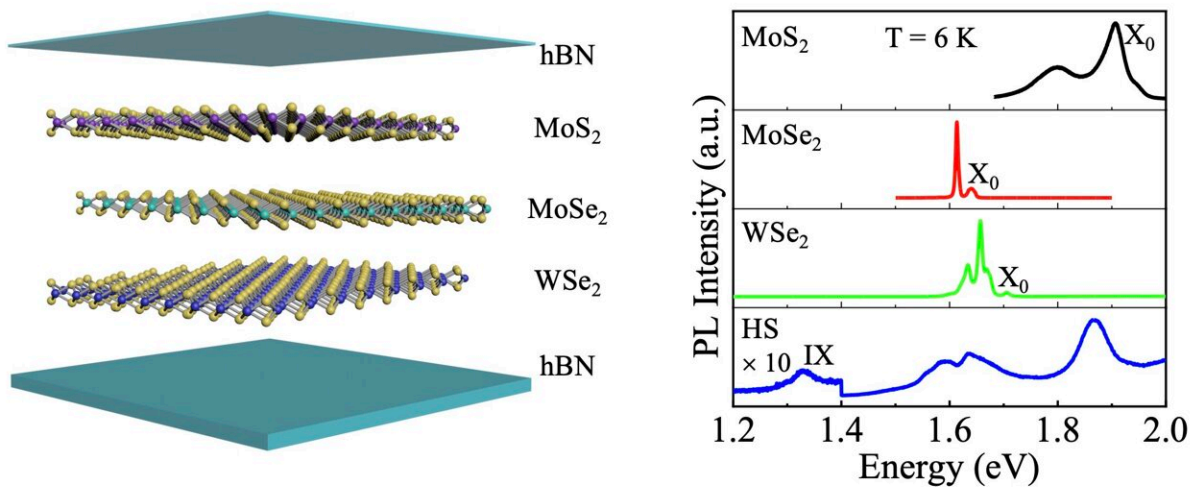 hBN
MoS₂
MoSe₂
WSe₂
hBN
MoS₂
T = 6 K
X₀
MoSe₂
X₀
WSe₂
X₀
HS
× 10
IX
PL Intensity (a.u.)
1.2 1.4 1.6 1.8 2.0
Energy (eV)